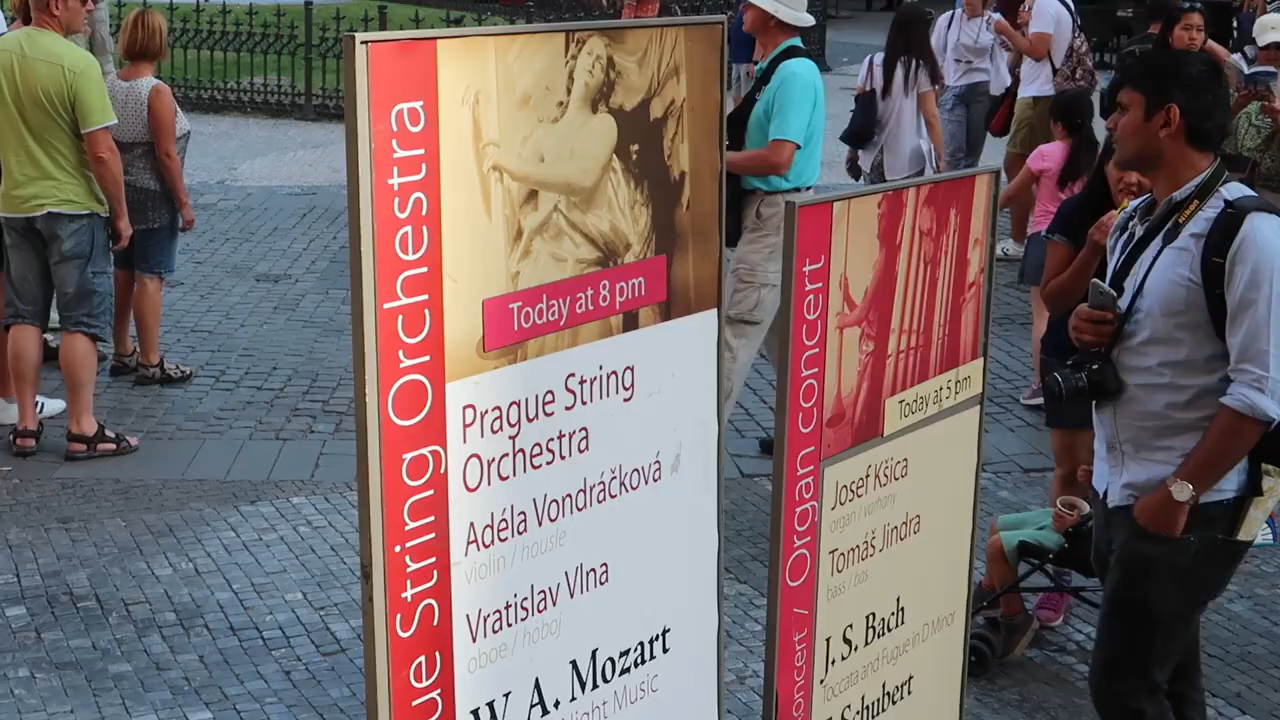 String Orchestra
Today at 8 pm
Prague String
Orchestra
Adéla Vondráčková
violin / housle
Vratislav Vlna
oboe / hoboj
W. A. Mozart
Night Music
/ Organ concert
Today at 5 pm
Josef Kšica
organ / varhany
Tomáš Jindra
bass / bas
J. S. Bach
Toccata and Fugue in D Minor
Schubert
Nikon